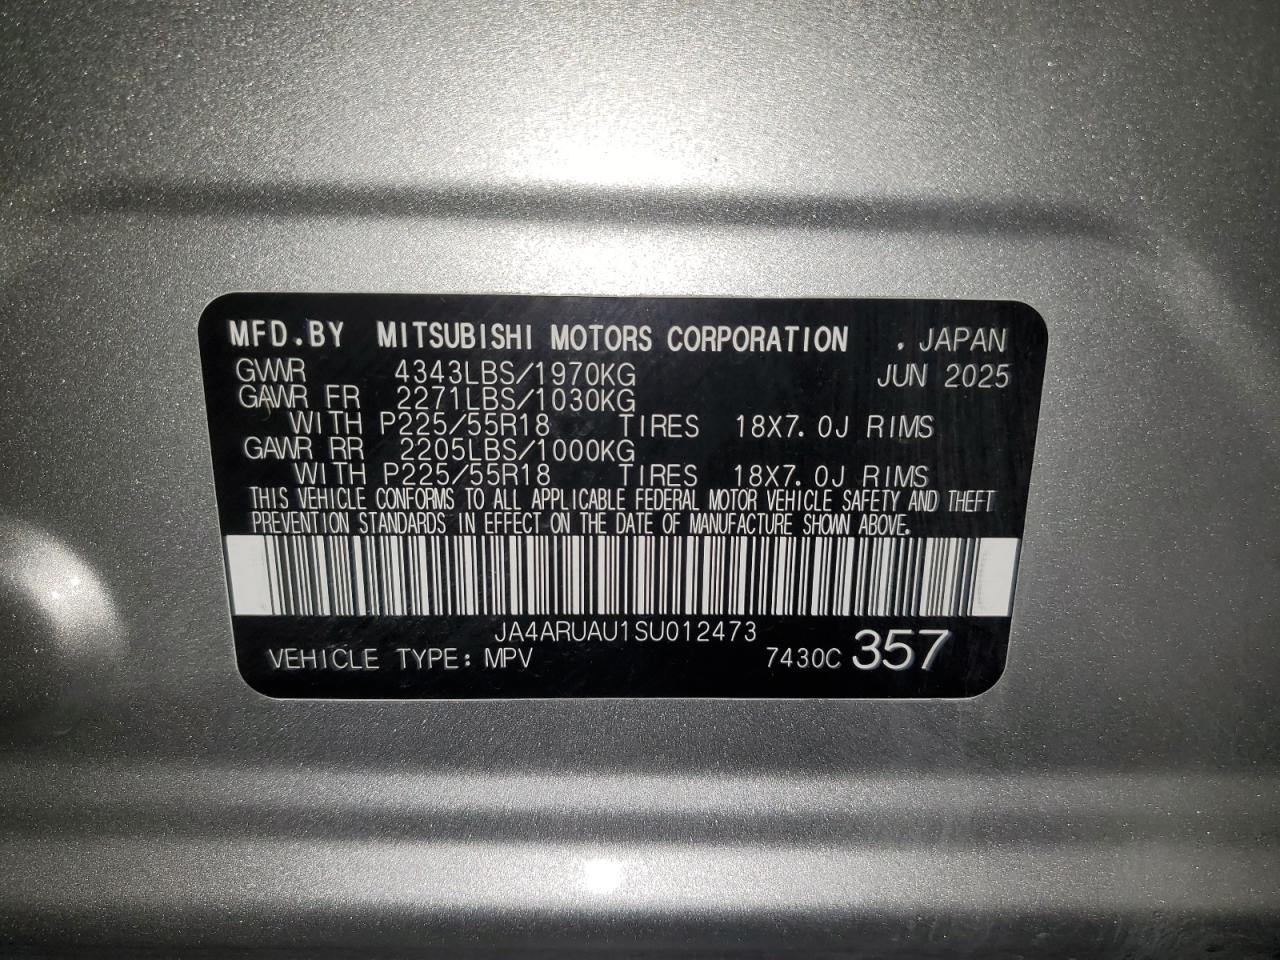 MFD.BY MITSUBISHI MOTORS CORPORATION . JAPAN
GVWR 4343LBS/1970KG JUN 2025
GAWR FR 2271LBS/1030KG
WITH P225/55R18 TIRES 18X7.0J RIMS
GAWR RR 2205LBS/1000KG
WITH P225/55R18 TIRES 18X7.0J RIMS
THIS VEHICLE CONFORMS TO ALL APPLICABLE FEDERAL MOTOR VEHICLE SAFETY AND THEFT
PREVENTION STANDARDS IN EFFECT ON THE DATE OF MANUFACTURE SHOWN ABOVE.
JA4ARUAU1SU012473
VEHICLE TYPE: MPV 7430C 357